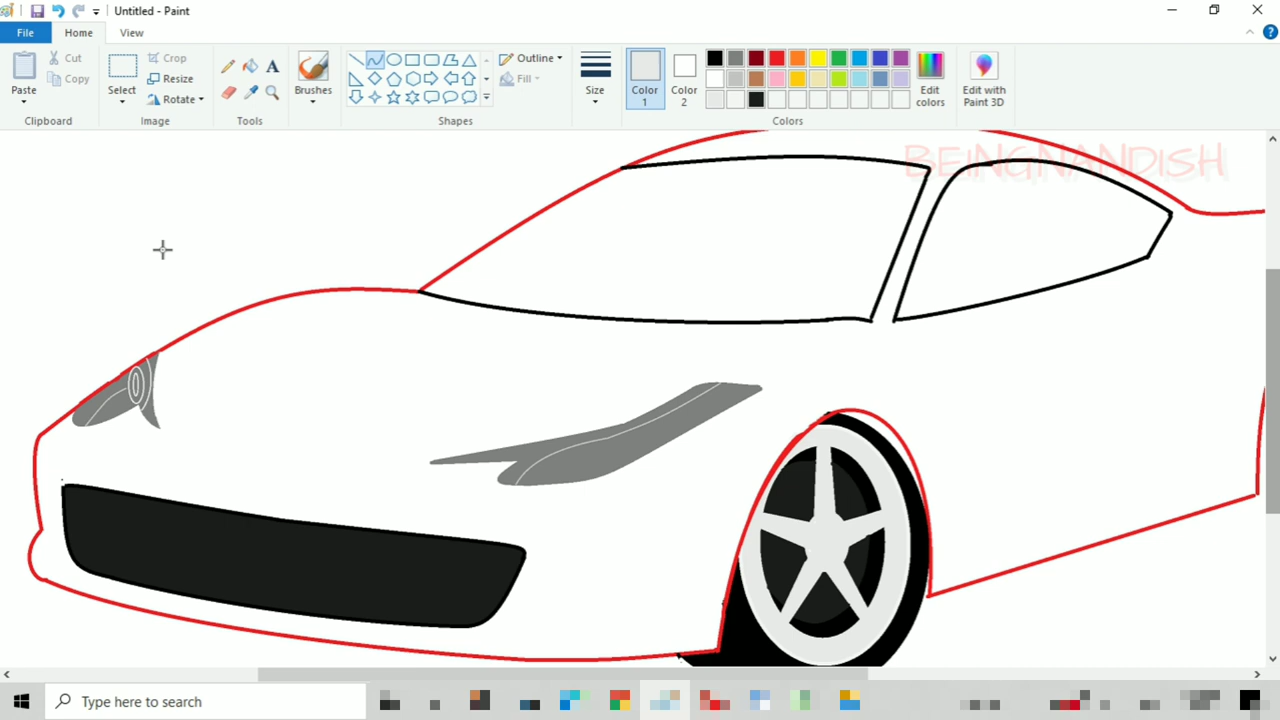 Untitled - Paint
File
Home
View
Paste
Cut
Copy
Clipboard
Select
Crop
Resize
Rotate
Image
A
Tools
Brushes
Outline
Fill
Shapes
Size
Color 1
Color 2
Edit colors
Colors
Edit with Paint 3D
BEINGNANDISH
Type here to search